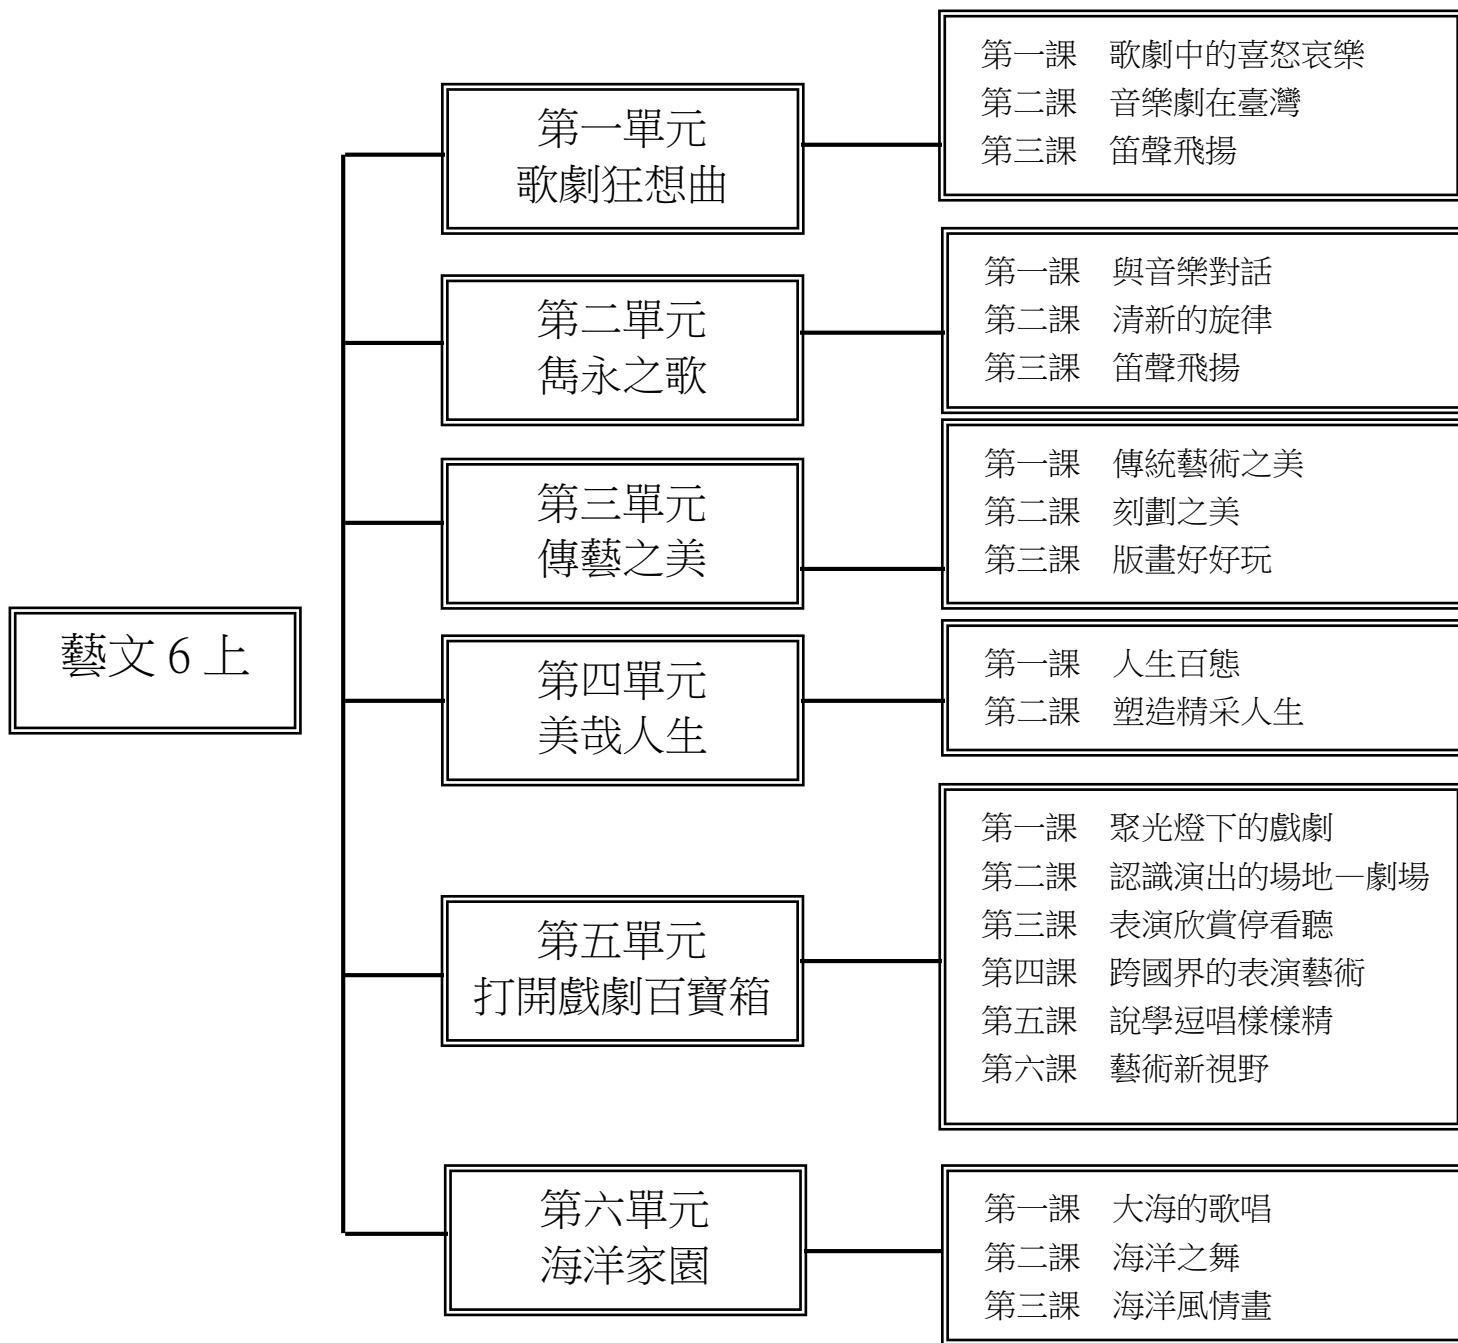 藝文 6 上
第一單元
歌劇狂想曲
第一課　歌劇中的喜怒哀樂
第二課　音樂劇在臺灣
第三課　笛聲飛揚
第二單元
雋永之歌
第一課　與音樂對話
第二課　清新的旋律
第三課　笛聲飛揚
第三單元
傳藝之美
第一課　傳統藝術之美
第二課　刻劃之美
第三課　版畫好好玩
第四單元
美哉人生
第一課　人生百態
第二課　塑造精采人生
第五單元
打開戲劇百寶箱
第一課　聚光燈下的戲劇
第二課　認識演出的場地—劇場
第三課　表演欣賞停看聽
第四課　跨國界的表演藝術
第五課　說學逗唱樣樣精
第六課　藝術新視野
第六單元
海洋家園
第一課　大海的歌唱
第二課　海洋之舞
第三課　海洋風情畫